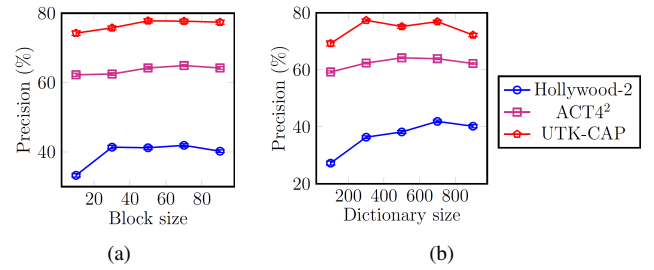 80
60
40
Precision (%)
20 40 60 80
Block size
(a)
80
60
40
20
Precision (%)
200 400 600 800
Dictionary size
(b)
Hollywood-2
ACT4²
UTK-CAP